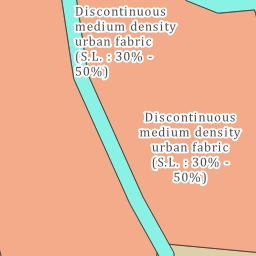 Discontinuous
medium density
urban fabric
(S.L. : 30% -
50%)
Discontinuous
medium density
urban fabric
(S.L. : 30% -
50%)